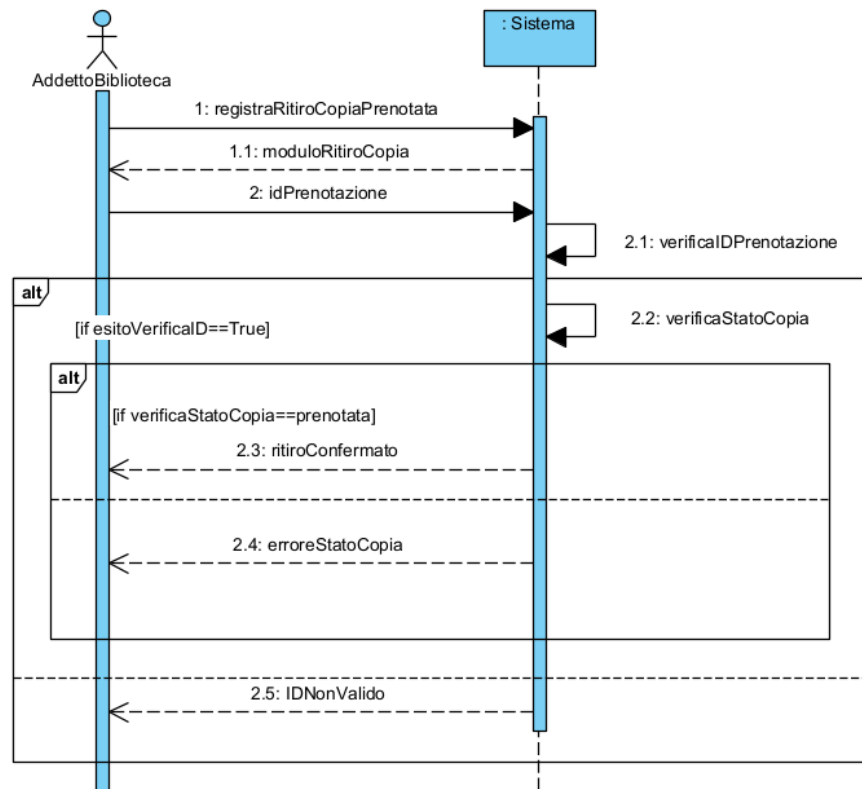 : Sistema
AddettoBiblioteca
1: registraRitiroCopiaPrenotata
1.1: moduloRitiroCopia
2: idPrenotazione
2.1: verificaIDPrenotazione
alt
2.2: verificaStatoCopia
[if esitoVerificaID==True]
alt
[if verificaStatoCopia==prenotata]
2.3: ritiroConfermato
2.4: erroreStatoCopia
2.5: IDNonValido